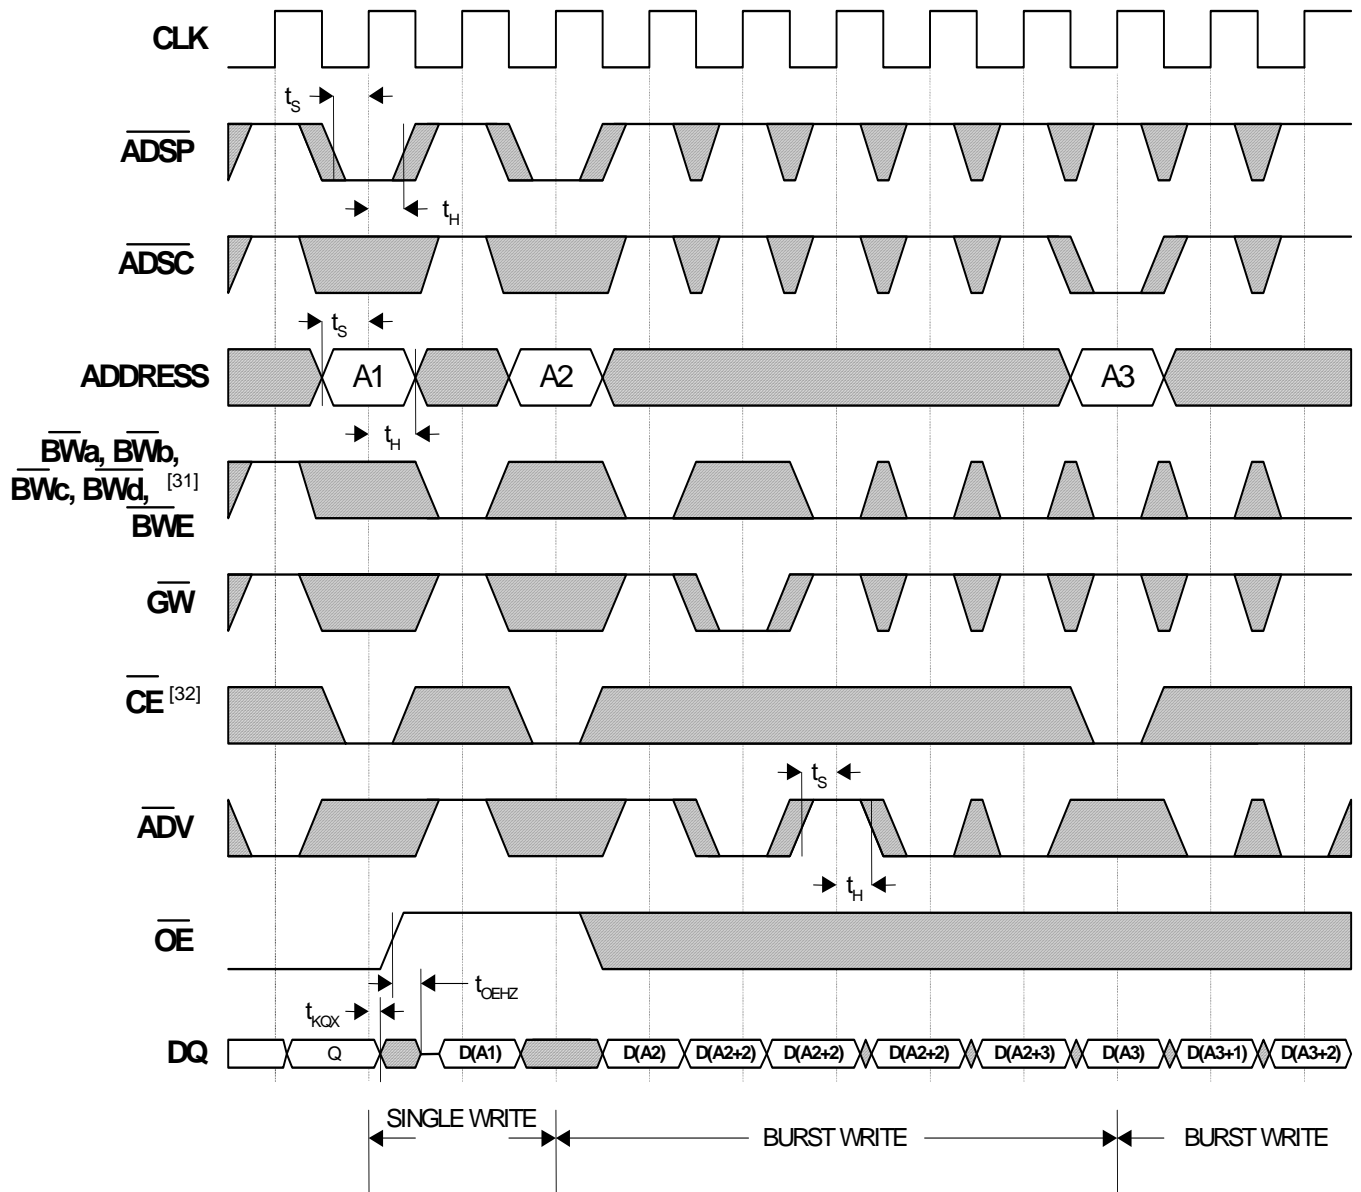 CLK
tS
ADSP
tH
ADSC
tS
ADDRESS A1 A2 A3
tH
BWa, BWb,
BWc, BWd, [31]
BWE
GW
CE [32]
tS
ADV
tH
OE
tOEHZ
tKQX
DQ Q D(A1) D(A2) D(A2+2) D(A2+2) D(A2+2) D(A2+3) D(A3) D(A3+1) D(A3+2)
SINGLE WRITE BURST WRITE BURST WRITE